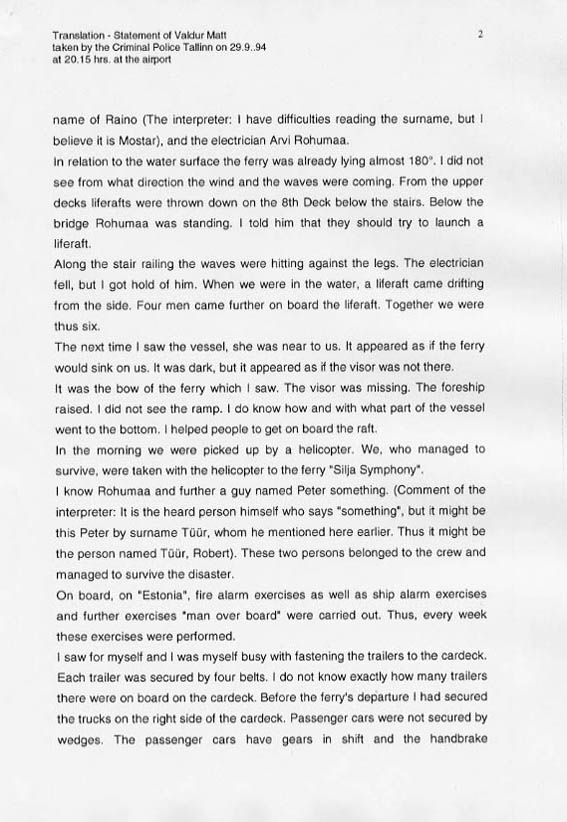 Translation - Statement of Valdur Matt
2
taken by the Criminal Police Tallinn on 29.9..94
at 20.15 hrs. at the airport
name of Raino (The interpreter: I have difficulties reading the surname, but I
believe it is Mostar), and the electrician Arvi Rohumaa.
In relation to the water surface the ferry was already lying almost 180°. I did not
see from what direction the wind and the waves were coming. From the upper
decks liferafts were thrown down on the 8th Deck below the stairs. Below the
bridge Rohumaa was standing. I told him that they should try to launch a
liferaft.
Along the stair railing the waves were hitting against the legs. The electrician
fell, but I got hold of him. When we were in the water, a liferaft came drifting
from the side. Four men came further on board the liferaft. Together we were
thus six.
The next time I saw the vessel, she was near to us. It appeared as if the ferry
would sink on us. It was dark, but it appeared as if the visor was not there.
It was the bow of the ferry which I saw. The visor was missing. The foreship
raised. I did not see the ramp. I do know how and with what part of the vessel
went to the bottom. I helped people to get on board the raft.
In the morning we were picked up by a helicopter. We, who managed to
survive, were taken with the helicopter to the ferry "Silja Symphony".
I know Rohumaa and further a guy named Peter something. (Comment of the
interpreter: It is the heard person himself who says "something", but it might be
this Peter by surname Tüür, whom he mentioned here earlier. Thus it might be
the person named Tüür, Robert). These two persons belonged to the crew and
managed to survive the disaster.
On board, on "Estonia", fire alarm exercises as well as ship alarm exercises
and further exercises "man over board" were carried out. Thus, every week
these exercises were performed.
I saw for myself and I was myself busy with fastening the trailers to the cardeck.
Each trailer was secured by four belts. I do not know exactly how many trailers
there were on board on the cardeck. Before the ferry's departure I had secured
the trucks on the right side of the cardeck. Passenger cars were not secured by
wedges. The passenger cars have gears in shift and the handbrake